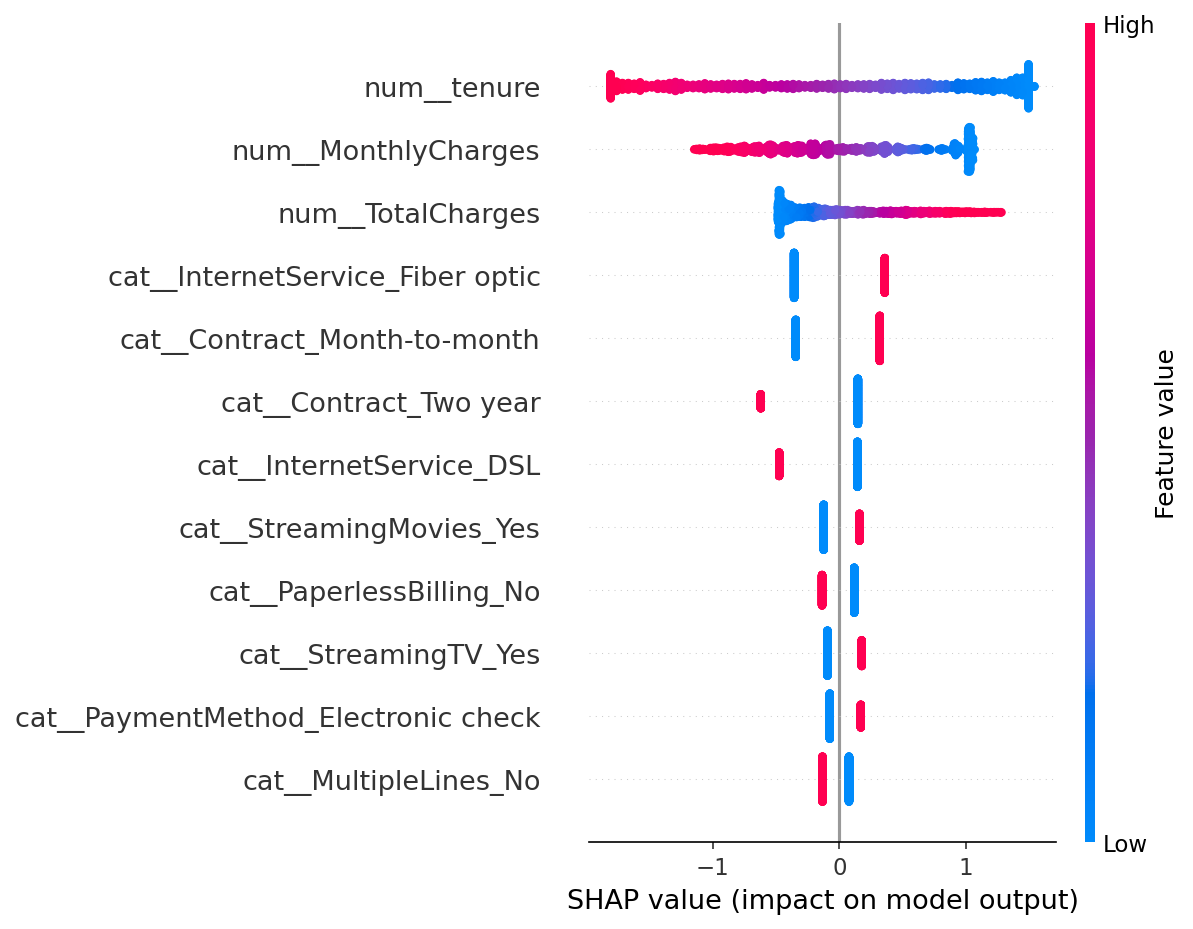 High
num__tenure
num__MonthlyCharges
num__TotalCharges
cat__InternetService_Fiber optic
cat__Contract_Month-to-month
cat__Contract_Two year
cat__InternetService_DSL
cat__StreamingMovies_Yes
cat__PaperlessBilling_No
cat__StreamingTV_Yes
cat__PaymentMethod_Electronic check
cat__MultipleLines_No
Feature value
Low
−1 0 1
SHAP value (impact on model output)